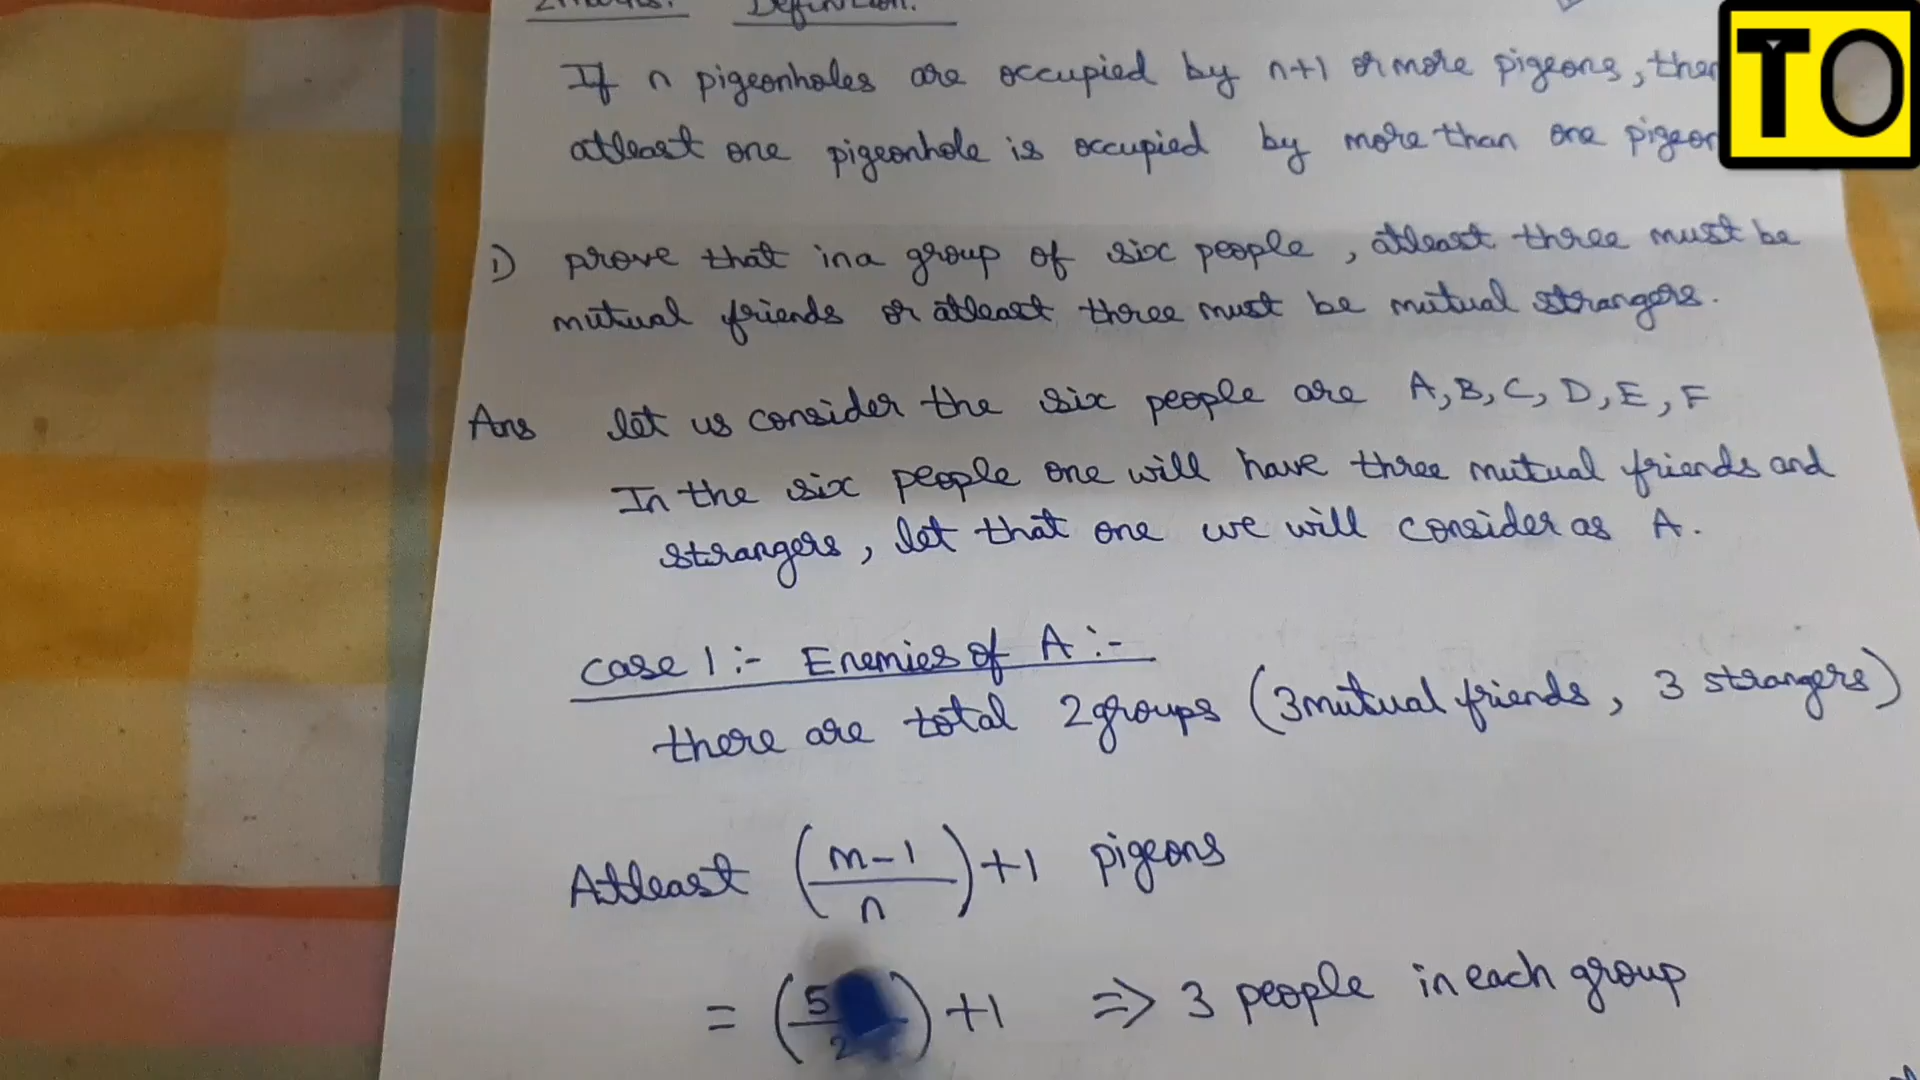 2marks. Definition.
TO
If n pigeonholes are occupied by n+1 or more pigeons, then
atleast one pigeonhole is occupied by more than one pigeon
1) prove that in a group of six people, atleast three must be
mutual friends or atleast three must be mutual strangers.
Ans let us consider the six people are A, B, C, D, E, F
In the six people one will have three mutual friends and
strangers, let that one we will consider as A.
case 1 :- Enemies of A :-
there are total 2 groups (3 mutual friends, 3 strangers)
Atleast (m-1/n)+1 pigeons
= (5 /2)+1 => 3 people in each group